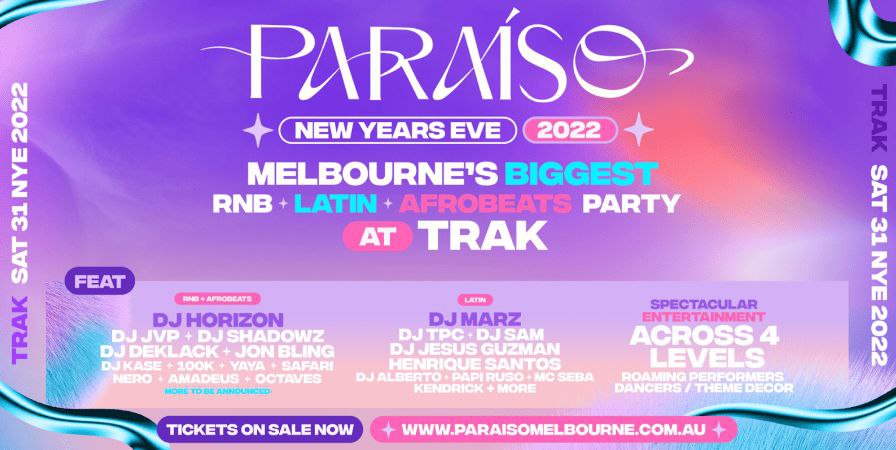 PARAÍSO
NEW YEARS EVE 2022
MELBOURNE'S BIGGEST
RNB + LATIN + AFROBEATS PARTY
AT TRAK
TRAK SAT 31 NYE 2022
TRAK SAT 31 NYE 2022
FEAT
RNB + AFROBEATS
DJ HORIZON
DJ JVP + DJ SHADOWZ
DJ DEKLACK + JON BLING
DJ KASE + 100K + YAYA + SAFARI
NERO + AMADEUS + OCTAVES
MORE TO BE ANNOUNCED
LATIN
DJ MARZ
DJ TPC + DJ SAM
DJ JESUS GUZMAN
HENRIQUE SANTOS
DJ ALBERTO + PAPI RUSO + MC SEBA
KENDRICK + MORE
SPECTACULAR
ENTERTAINMENT
ACROSS 4
LEVELS
ROAMING PERFORMERS
DANCERS / THEME DECOR
TICKETS ON SALE NOW
WWW.PARAISOMELBOURNE.COM.AU